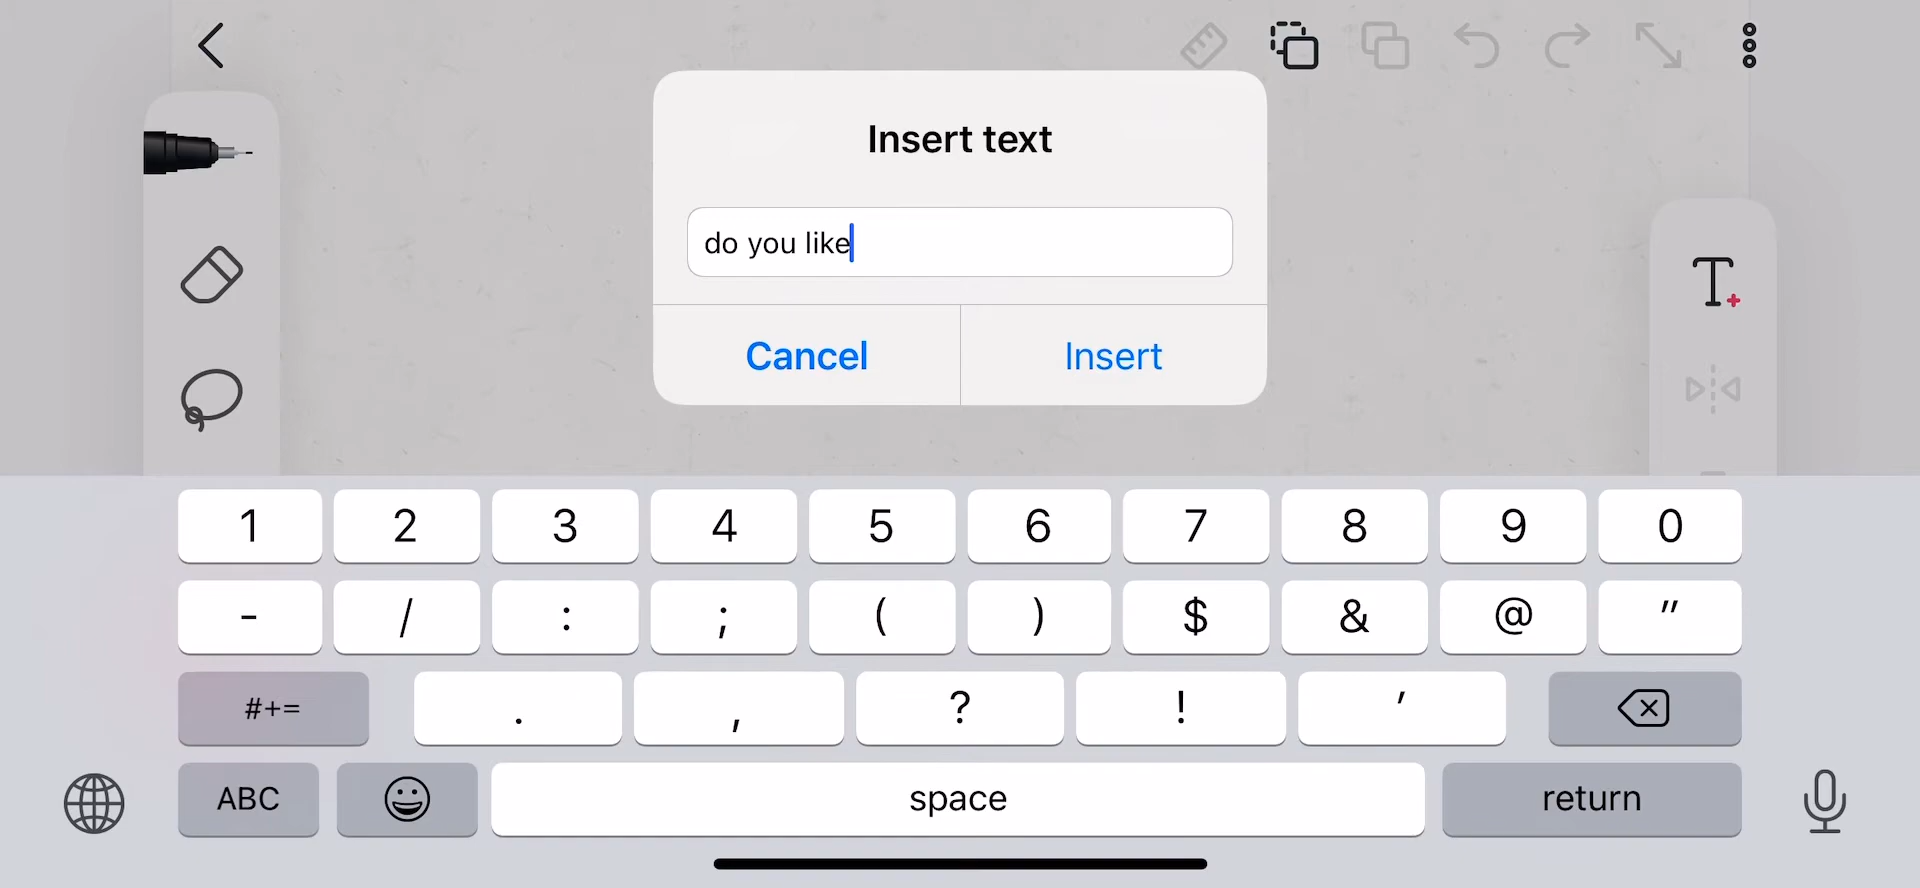 Insert text
do you like
Cancel Insert
1 2 3 4 5 6 7 8 9 0
- / : ; ( ) $ & @ "
#+= . , ? ! '
ABC space return